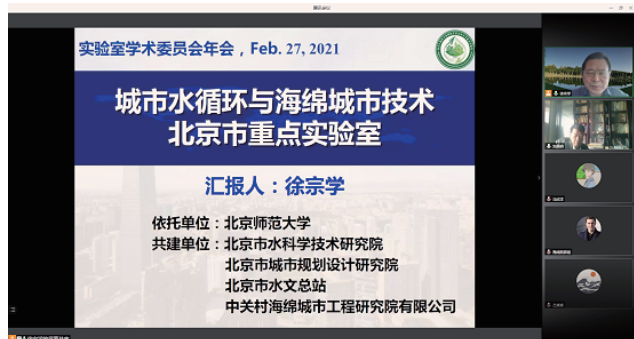 腾讯会议
实验室学术委员会年会，Feb. 27, 2021
城市水循环与海绵城市技术
北京市重点实验室
汇报人：徐宗学
依托单位：北京师范大学
共建单位：北京市水科学技术研究院
北京市城市规划设计研究院
北京市水文总站
中关村海绵城市工程研究院有限公司